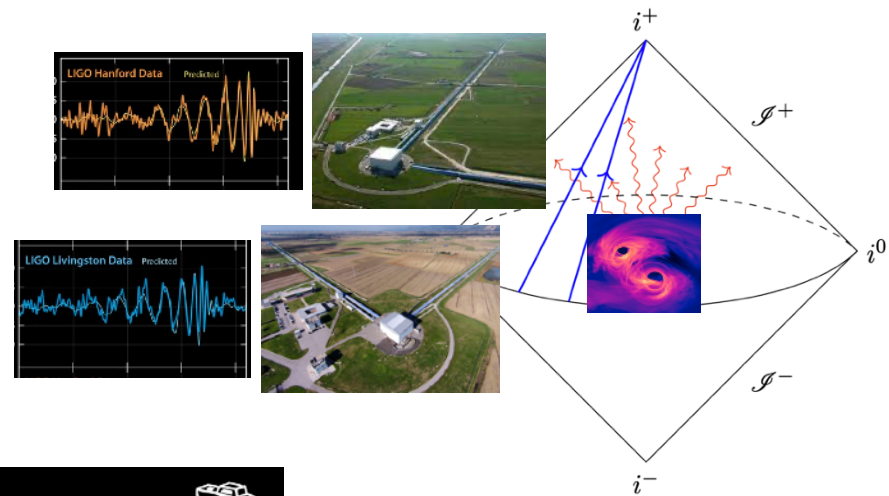 i⁺
LIGO Hanford Data Predicted
ℐ⁺
i⁰
LIGO Livingston Data Predicted
ℐ⁻
i⁻